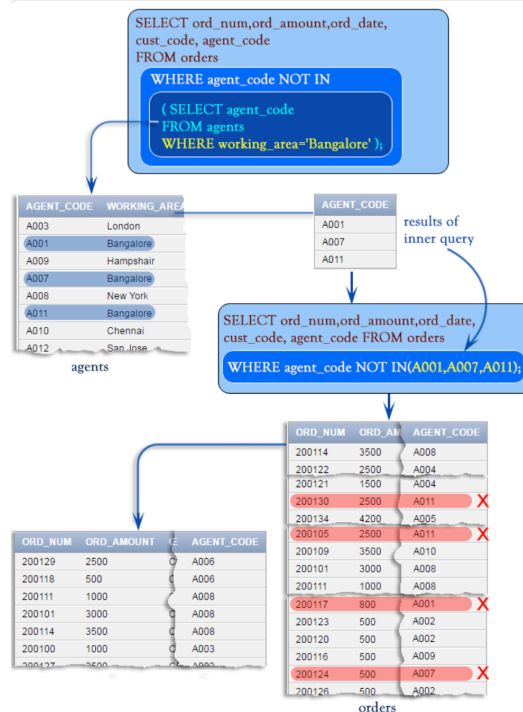 SELECT ord_num,ord_amount,ord_date,
cust_code, agent_code
FROM orders
WHERE agent_code NOT IN
( SELECT agent_code
FROM agents
WHERE working_area='Bangalore' );
AGENT_CODE WORKING_AREA
A003 London
A001 Bangalore
A009 Hampshair
A007 Bangalore
A008 New York
A011 Bangalore
A010 Chennai
A012 San Jose
agents
AGENT_CODE
A001
A007
A011
results of
inner query
SELECT ord_num,ord_amount,ord_date,
cust_code, agent_code FROM orders
WHERE agent_code NOT IN(A001,A007,A011);
ORD_NUM ORD_AM AGENT_CODE
200114 3500 A008
200122 2500 A004
200121 1500 A004
200130 2500 A011 X
200134 4200 A005
200105 2500 A011 X
200109 3500 A010
200101 3000 A008
200111 1000 A008
200117 800 A001 X
200123 500 A002
200120 500 A002
200116 500 A009
200124 500 A007 X
200126 500 A002
orders
ORD_NUM ORD_AMOUNT AGENT_CODE
200129 2500 A006
200118 500 A006
200111 1000 A008
200101 3000 A008
200114 3500 A008
200100 1000 A003
200127 2500